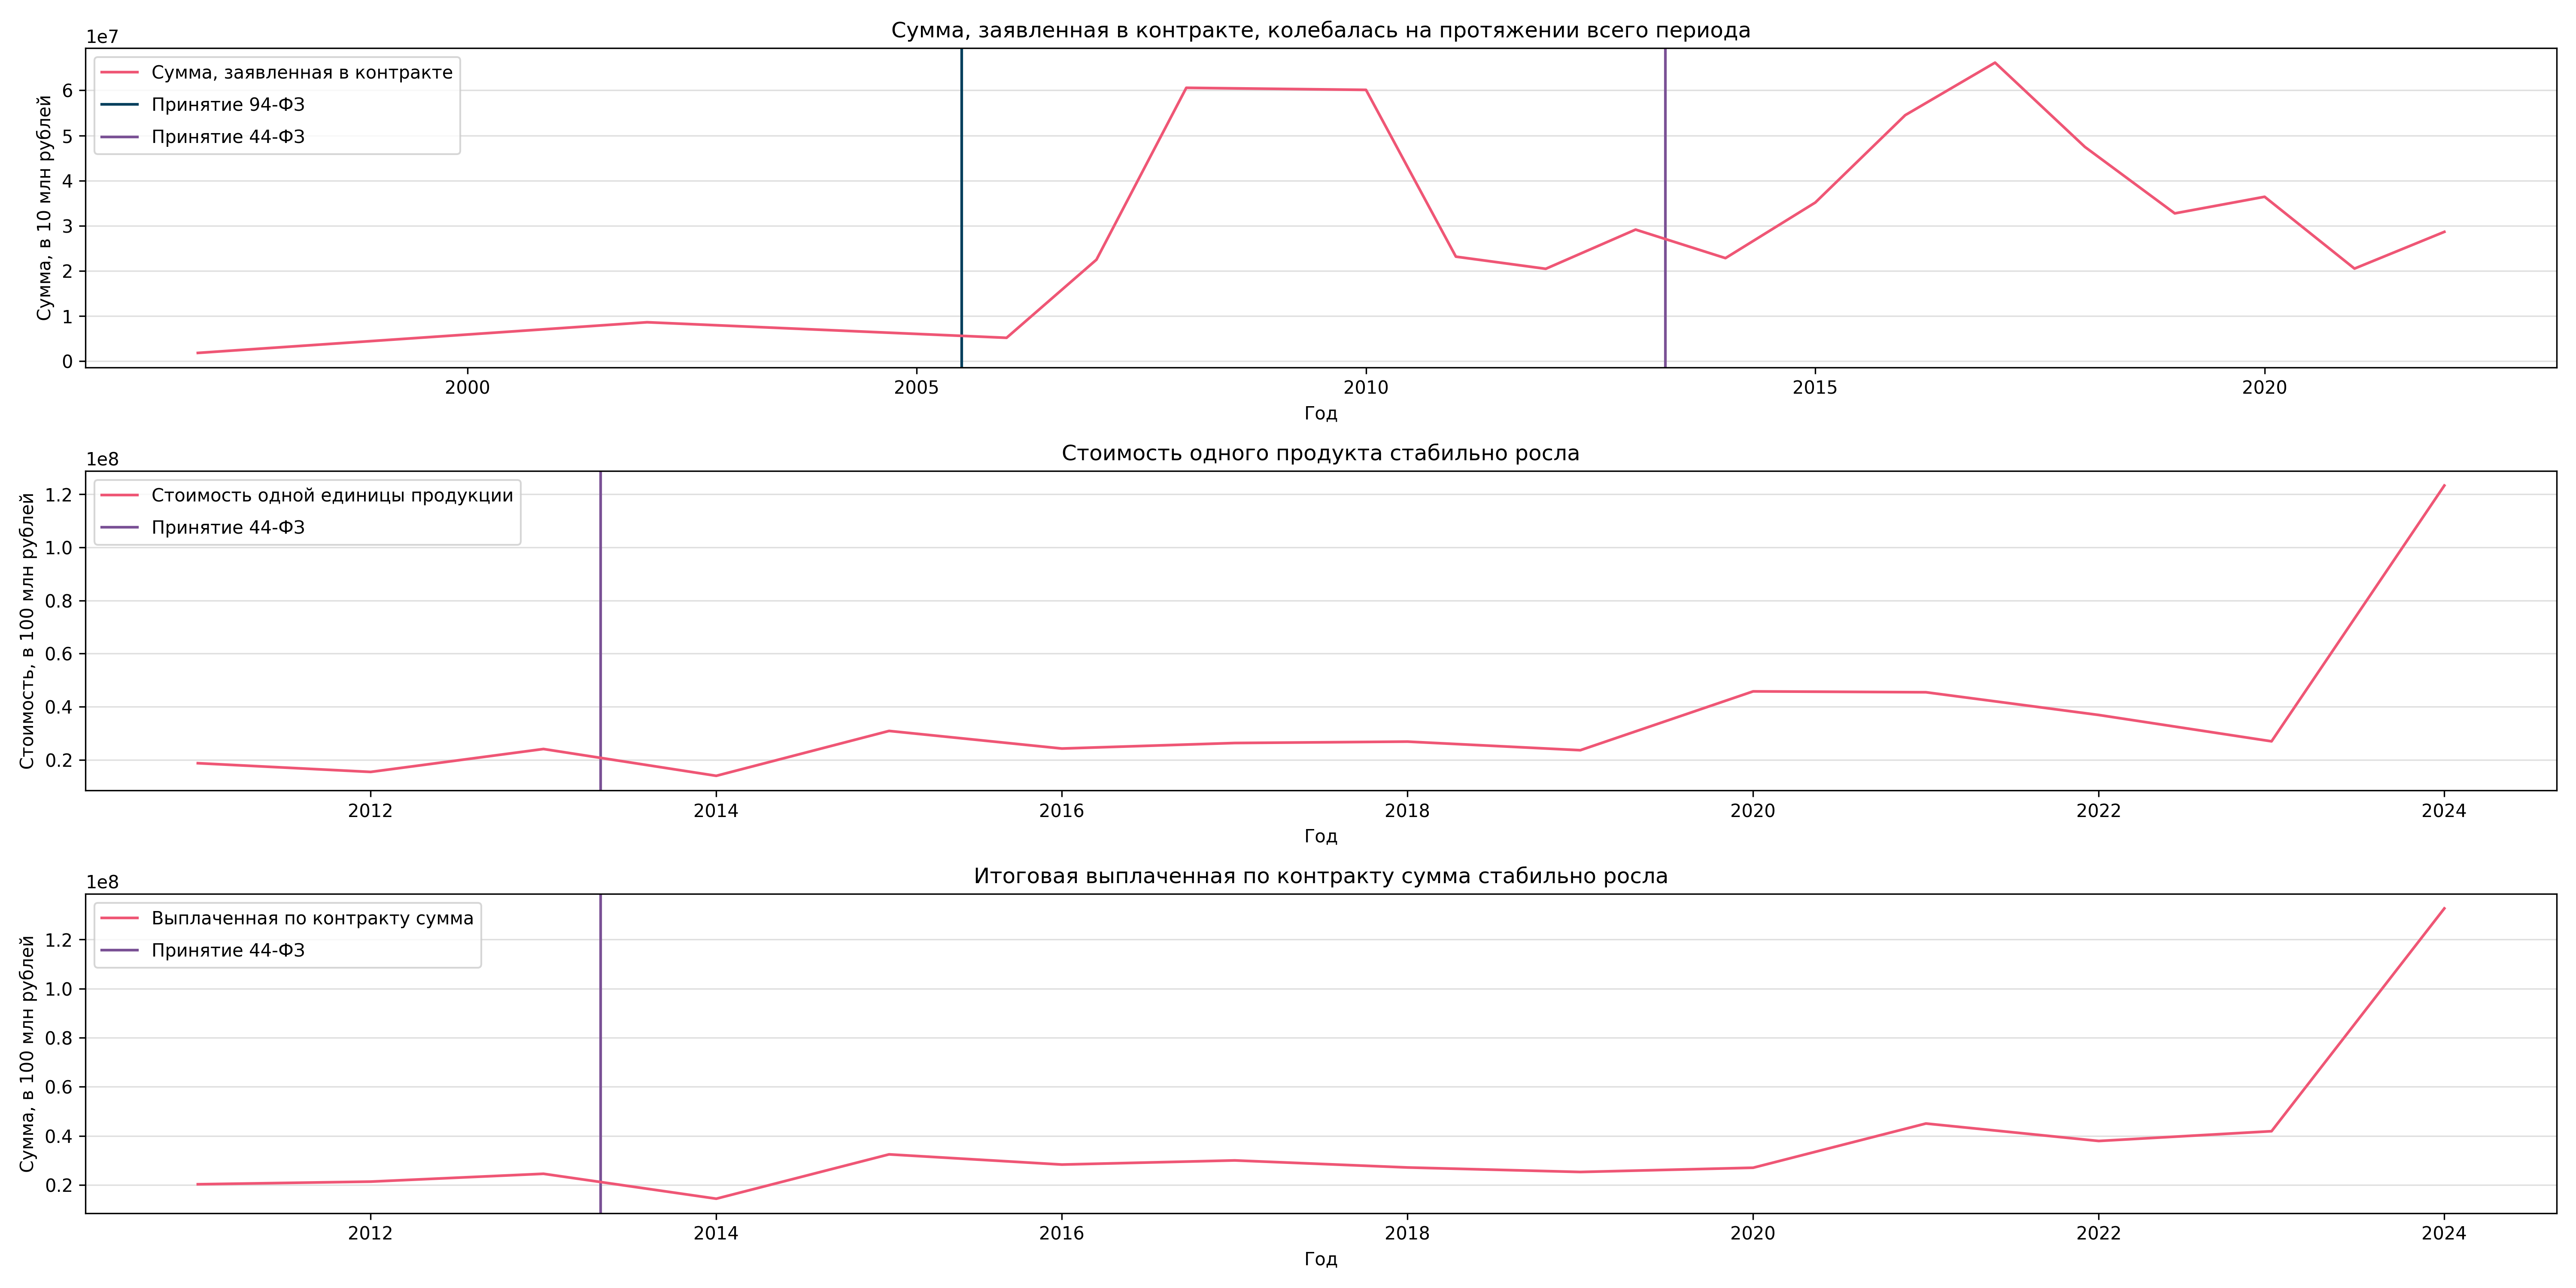 Сумма, заявленная в контракте, колебалась на протяжении всего периода
1e7
Сумма, заявленная в контракте
Принятие 94-ФЗ
Принятие 44-ФЗ
Сумма, в 10 млн рублей
6
5
4
3
2
1
0
2000 2005 2010 2015 2020
Год
Стоимость одного продукта стабильно росла
1e8
Стоимость одной единицы продукции
Принятие 44-ФЗ
Стоимость, в 100 млн рублей
1.2
1.0
0.8
0.6
0.4
0.2
2012 2014 2016 2018 2020 2022 2024
Год
Итоговая выплаченная по контракту сумма стабильно росла
1e8
Выплаченная по контракту сумма
Принятие 44-ФЗ
Сумма, в 100 млн рублей
1.2
1.0
0.8
0.6
0.4
0.2
2012 2014 2016 2018 2020 2022 2024
Год